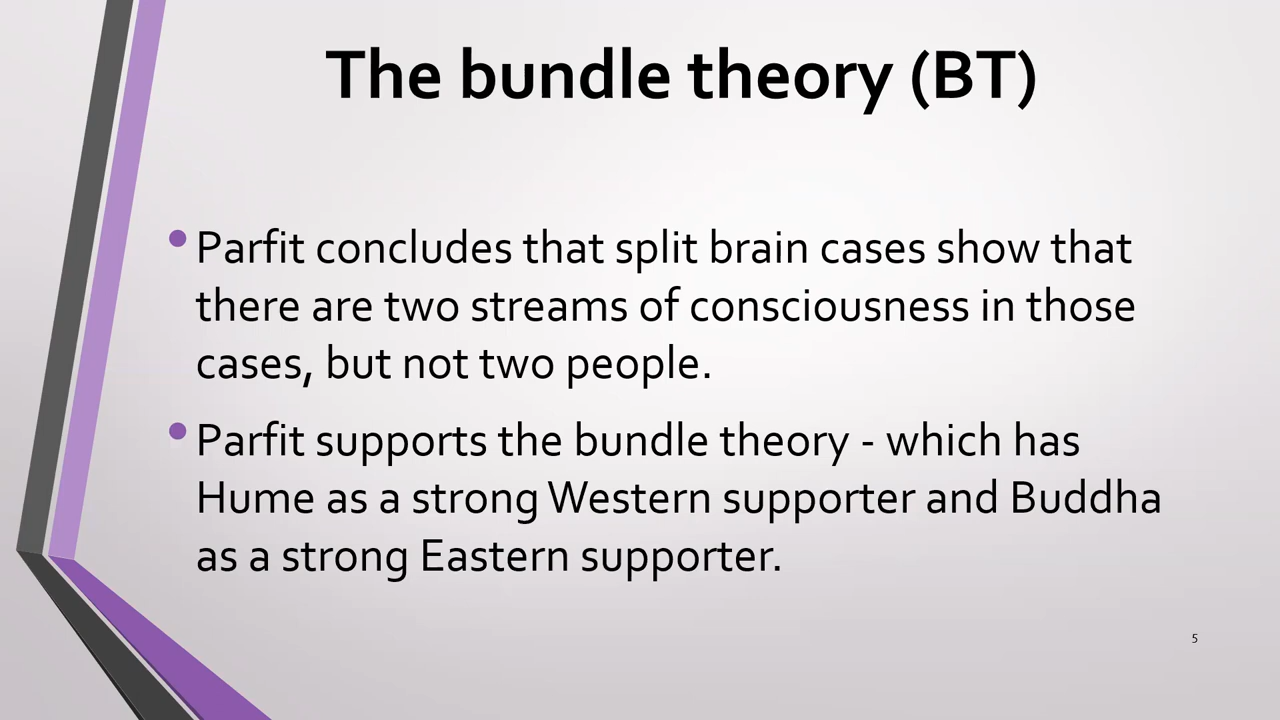 The bundle theory (BT)
• Parfit concludes that split brain cases show that
there are two streams of consciousness in those
cases, but not two people.
• Parfit supports the bundle theory - which has
Hume as a strong Western supporter and Buddha
as a strong Eastern supporter.
5